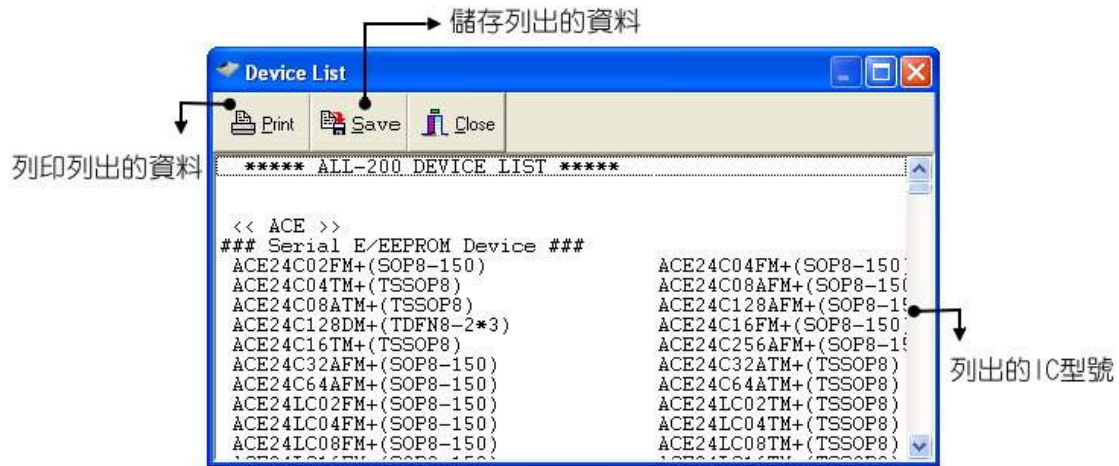 儲存列出的資料
Device List
Print Save Close
列印列出的資料
***** ALL-200 DEVICE LIST *****
<< ACE >>
### Serial E/EEPROM Device ###
ACE24C02FM+(SOP8-150) ACE24C04FM+(SOP8-150
ACE24C04TM+(TSSOP8) ACE24C08AFM+(SOP8-150
ACE24C08ATM+(TSSOP8) ACE24C128AFM+(SOP8-15
ACE24C128DM+(TDFN8-2*3) ACE24C16FM+(SOP8-150
ACE24C16TM+(TSSOP8) ACE24C256AFM+(SOP8-15
ACE24C32AFM+(SOP8-150) ACE24C32ATM+(TSSOP8)
ACE24C64AFM+(SOP8-150) ACE24C64ATM+(TSSOP8)
ACE24LC02FM+(SOP8-150) ACE24LC02TM+(TSSOP8)
ACE24LC04FM+(SOP8-150) ACE24LC04TM+(TSSOP8)
ACE24LC08FM+(SOP8-150) ACE24LC08TM+(TSSOP8)
列出的IC型號